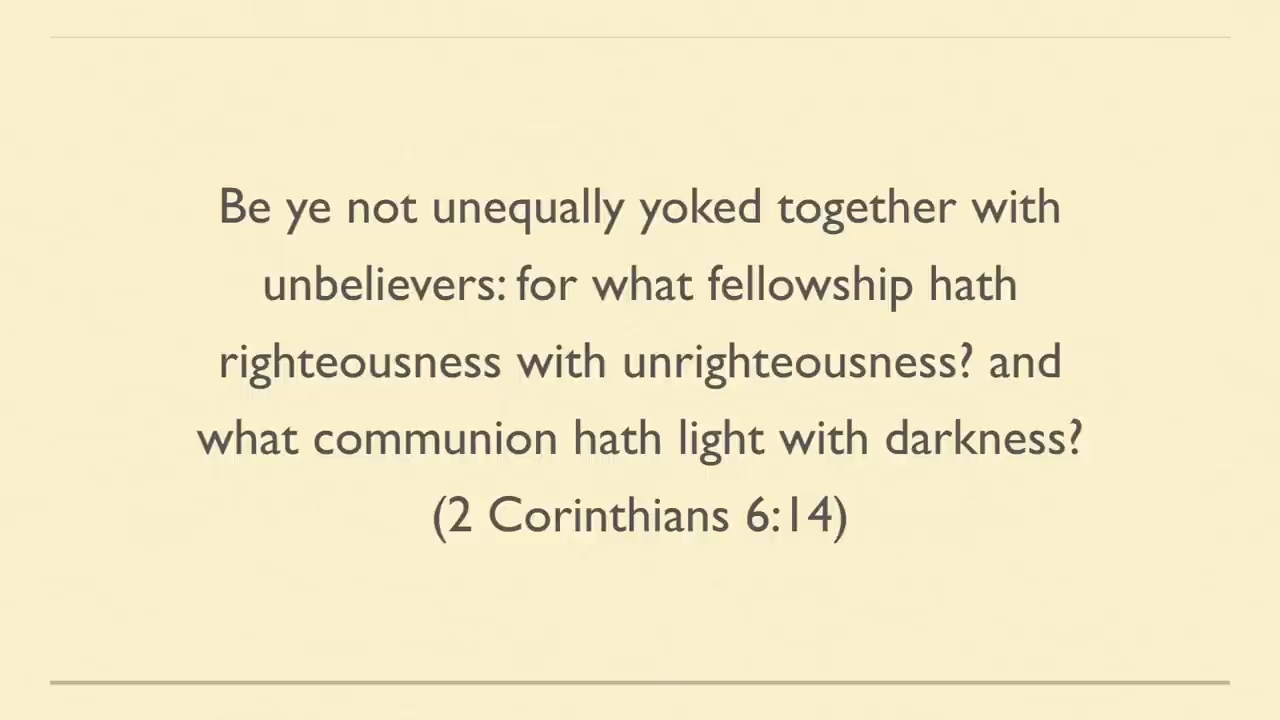 Be ye not unequally yoked together with
unbelievers: for what fellowship hath
righteousness with unrighteousness? and
what communion hath light with darkness?
(2 Corinthians 6:14)